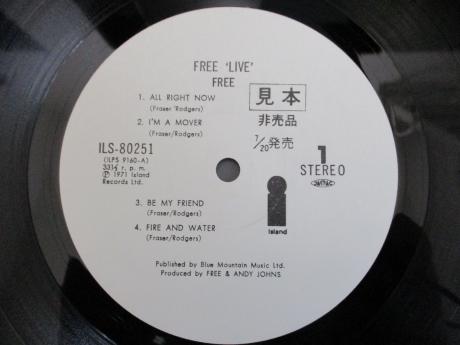 FREE 'LIVE'
FREE
1. ALL RIGHT NOW
(Fraser/Rodgers)
2. I'M A MOVER
(Fraser/Rodgers)
見本
非売品
7/20発売
ILS-80251
(ILPS 9160-A)
33⅓ r. p. m.
Ⓟ 1971 Island
Records Ltd.
1
STEREO
JASRAC
3. BE MY FRIEND
(Fraser/Rodgers)
4. FIRE AND WATER
(Fraser/Rodgers)
island
Published by Blue Mountain Music Ltd.
Produced by FREE & ANDY JOHNS